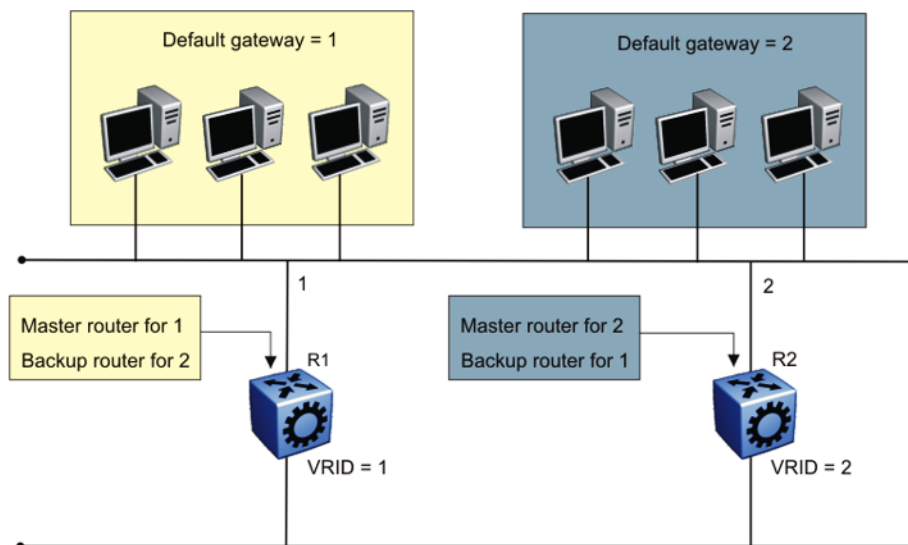 Default gateway = 1
Default gateway = 2
1
2
Master router for 1
Backup router for 2
Master router for 2
Backup router for 1
R1
R2
VRID = 1
VRID = 2